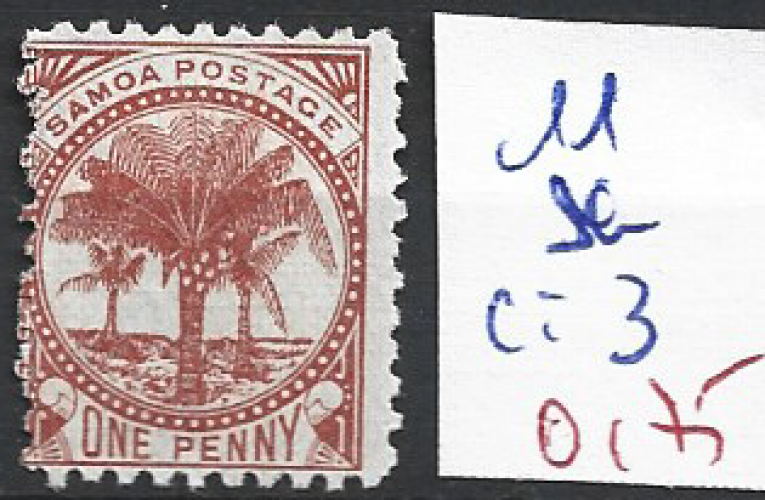 SAMOA POSTAGE
ONE PENNY
11
c = 3
0,75